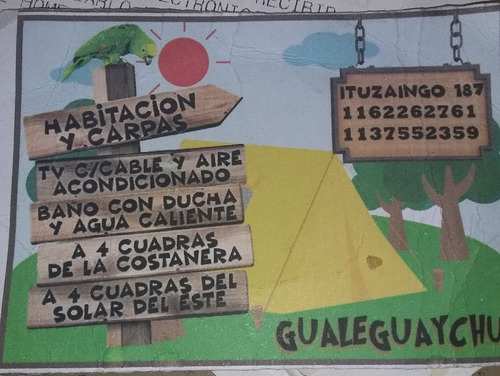 RECIBIR
HABITACION
Y CARPAS
TV C/CABLE Y AIRE
ACONDICIONADO
BAÑO CON DUCHA
Y AGUA CALIENTE
A 4 CUADRAS
DE LA COSTANERA
A 4 CUADRAS DEL
SOLAR DEL ESTE
ITUZAINGO 187
1162262761
1137552359
GUALEGUAYCHU